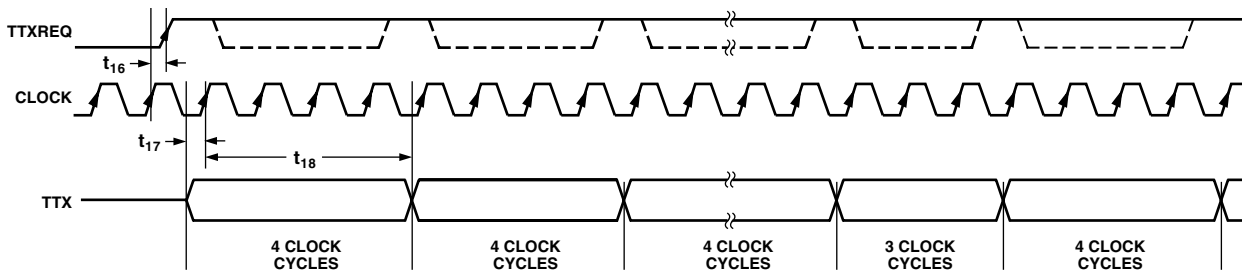 TTXREQ
t16
CLOCK
t17
t18
TTX
4 CLOCK
CYCLES
4 CLOCK
CYCLES
4 CLOCK
CYCLES
3 CLOCK
CYCLES
4 CLOCK
CYCLES